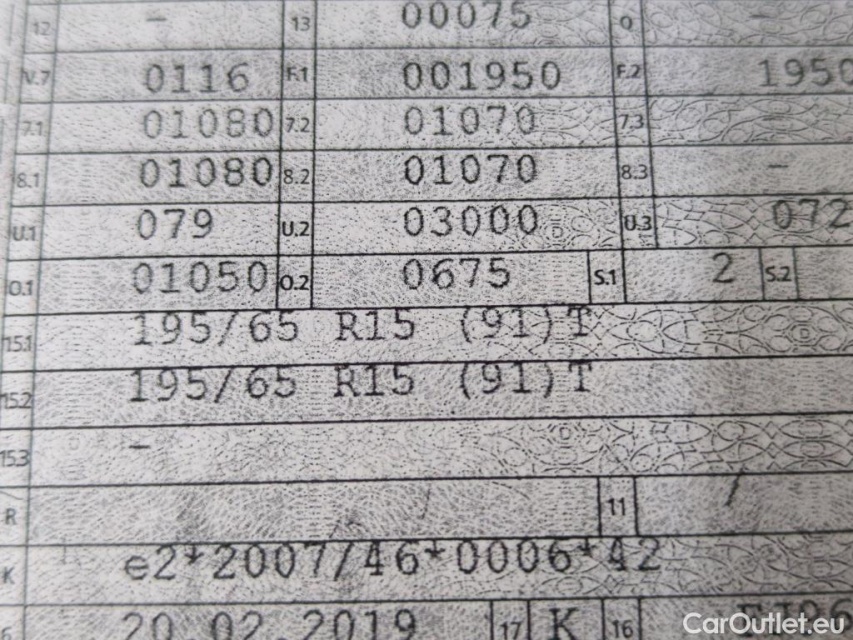 12 – 13 00075 Q –
V.7 0116 F.1 001950 F.2 1950
7.1 01080 7.2 01070 7.3
8.1 01080 8.2 01070 8.3 –
U.1 079 U.2 03000 U.3 072
O.1 01050 O.2 0675 S.1 2 S.2
15.1 195/65 R15 (91)T
15.2 195/65 R15 (91)T
15.3 –
R 11 /
K e2*2007/46*0006*42
6 20.02.2019 17 K 16
CarOutlet.eu